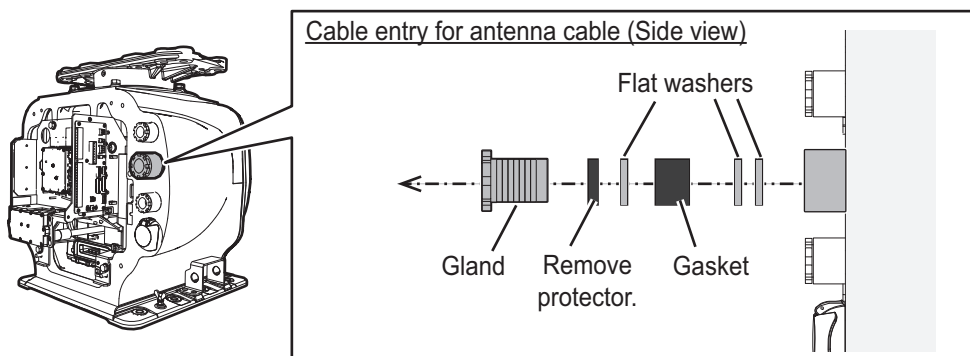 Cable entry for antenna cable (Side view)
Flat washers
Gland
Remove
protector.
Gasket